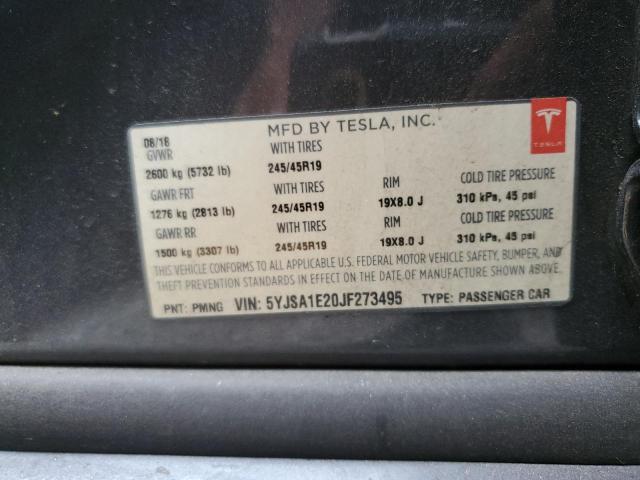 MFD BY TESLA, INC.
TESLA
08/18
GVWR WITH TIRES
2600 kg (5732 lb) 245/45R19
GAWR FRT WITH TIRES RIM COLD TIRE PRESSURE
1276 kg (2813 lb) 245/45R19 19X8.0 J 310 kPa, 45 psi
GAWR RR WITH TIRES RIM COLD TIRE PRESSURE
1500 kg (3307 lb) 245/45R19 19X8.0 J 310 kPa, 45 psi
THIS VEHICLE CONFORMS TO ALL APPLICABLE U.S. FEDERAL MOTOR VEHICLE SAFETY, BUMPER, AND
THEFT PREVENTION STANDARDS IN EFFECT ON THE DATE OF MANUFACTURE SHOWN ABOVE.
PNT: PMNG VIN: 5YJSA1E20JF273495 TYPE: PASSENGER CAR